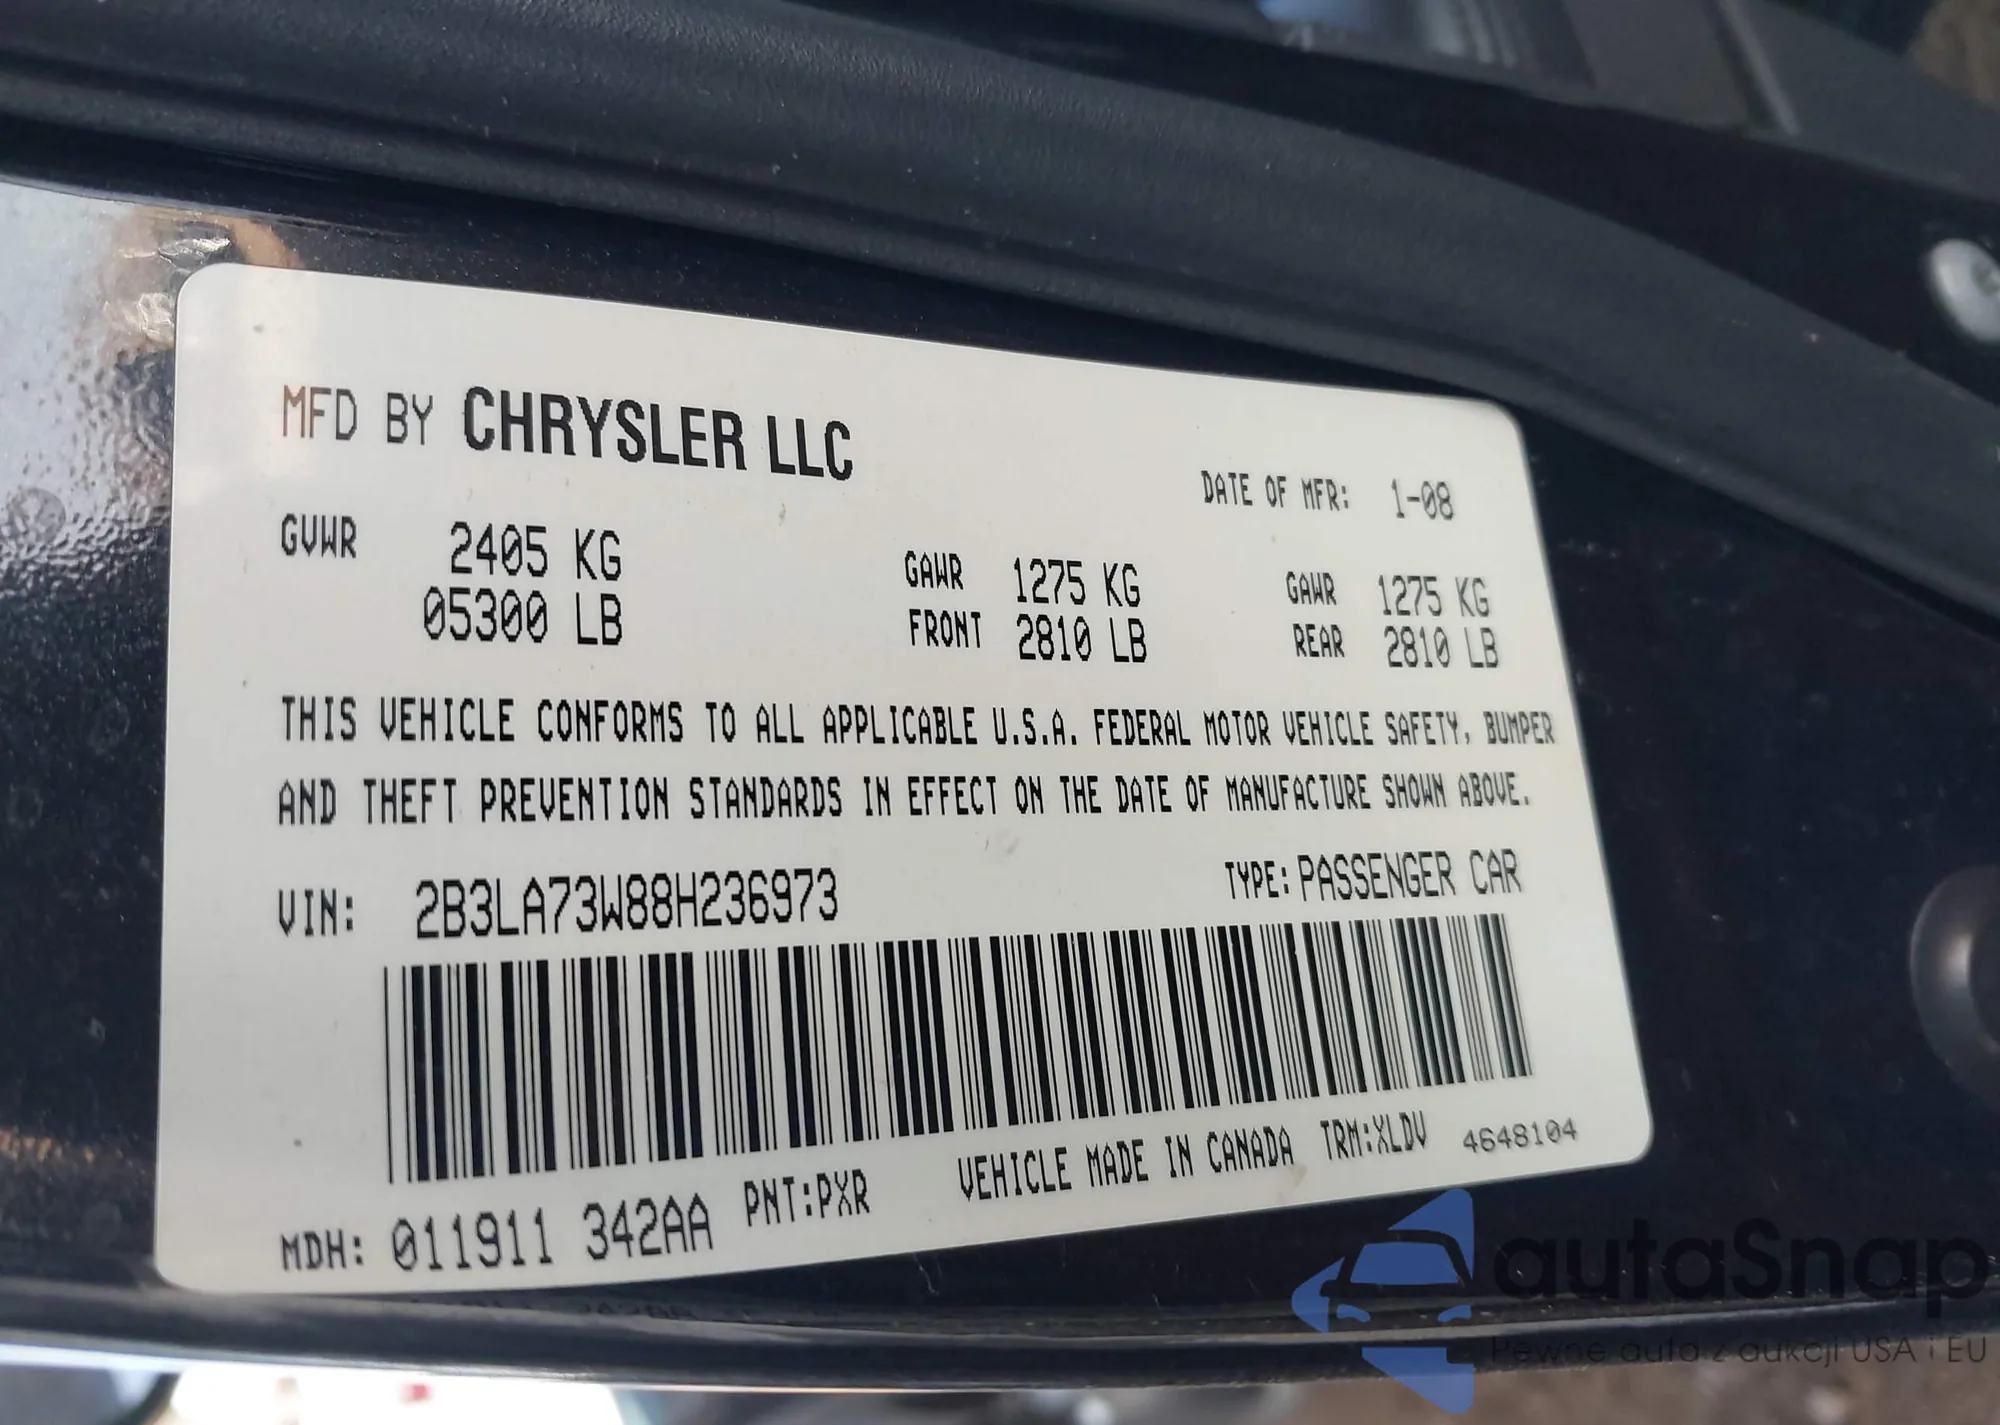 MFD BY CHRYSLER LLC
DATE OF MFR: 1-08
GVWR 2405 KG GAWR 1275 KG GAWR 1275 KG
05300 LB FRONT 2810 LB REAR 2810 LB
THIS VEHICLE CONFORMS TO ALL APPLICABLE U.S.A. FEDERAL MOTOR VEHICLE SAFETY, BUMPER
AND THEFT PREVENTION STANDARDS IN EFFECT ON THE DATE OF MANUFACTURE SHOWN ABOVE.
VIN: 2B3LA73W88H236973 TYPE: PASSENGER CAR
MDH: 011911 342AA PNT:PXR VEHICLE MADE IN CANADA TRM:XLDV 4648104
autaSnap
Pewne auta z aukcji USA i EU